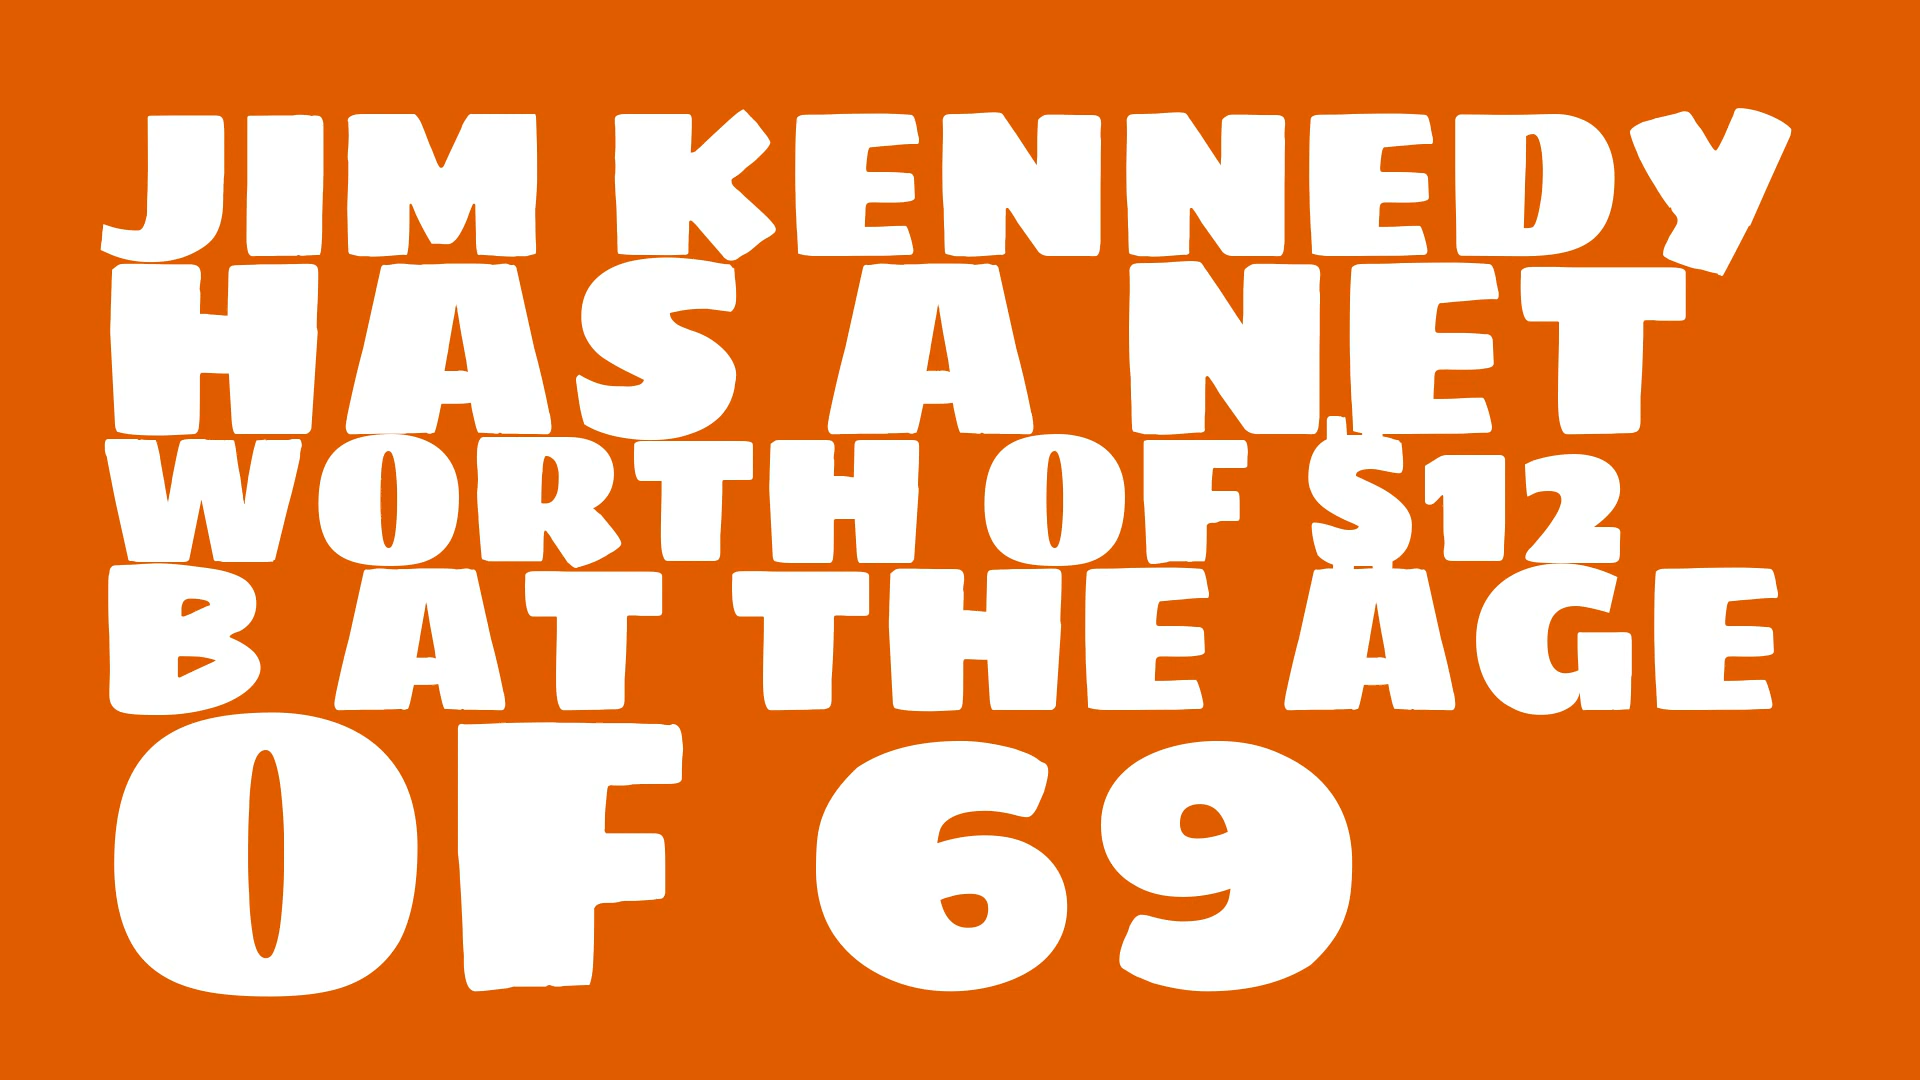 JIM KENNEDY
HAS A NET
WORTH OF $12
B AT THE AGE
OF 69